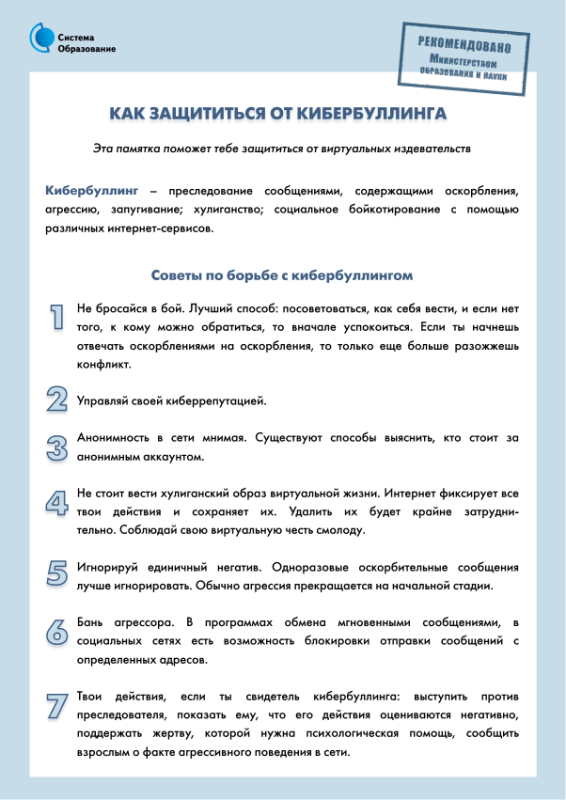 Система
Образование
РЕКОМЕНДОВАНО
Министерством
образования и науки
КАК ЗАЩИТИТЬСЯ ОТ КИБЕРБУЛЛИНГА
Эта памятка поможет тебе защититься от виртуальных издевательств
Кибербуллинг – преследование сообщениями, содержащими оскорбления,
агрессию, запугивание; хулиганство; социальное бойкотирование с помощью
различных интернет-сервисов.
Советы по борьбе с кибербуллингом
1 Не бросайся в бой. Лучший способ: посоветоваться, как себя вести, и если нет
того, к кому можно обратиться, то вначале успокоиться. Если ты начнешь
отвечать оскорблениями на оскорбления, то только еще больше разожжешь
конфликт.
2 Управляй своей киберрепутацией.
3 Анонимность в сети мнимая. Существуют способы выяснить, кто стоит за
анонимным аккаунтом.
4 Не стоит вести хулиганский образ виртуальной жизни. Интернет фиксирует все
твои действия и сохраняет их. Удалить их будет крайне затрудни-
тельно. Соблюдай свою виртуальную честь смолоду.
5 Игнорируй единичный негатив. Одноразовые оскорбительные сообщения
лучше игнорировать. Обычно агрессия прекращается на начальной стадии.
6 Бань агрессора. В программах обмена мгновенными сообщениями, в
социальных сетях есть возможность блокировки отправки сообщений с
определенных адресов.
7 Твои действия, если ты свидетель кибербуллинга: выступить против
преследователя, показать ему, что его действия оцениваются негативно,
поддержать жертву, которой нужна психологическая помощь, сообщить
взрослым о факте агрессивного поведения в сети.